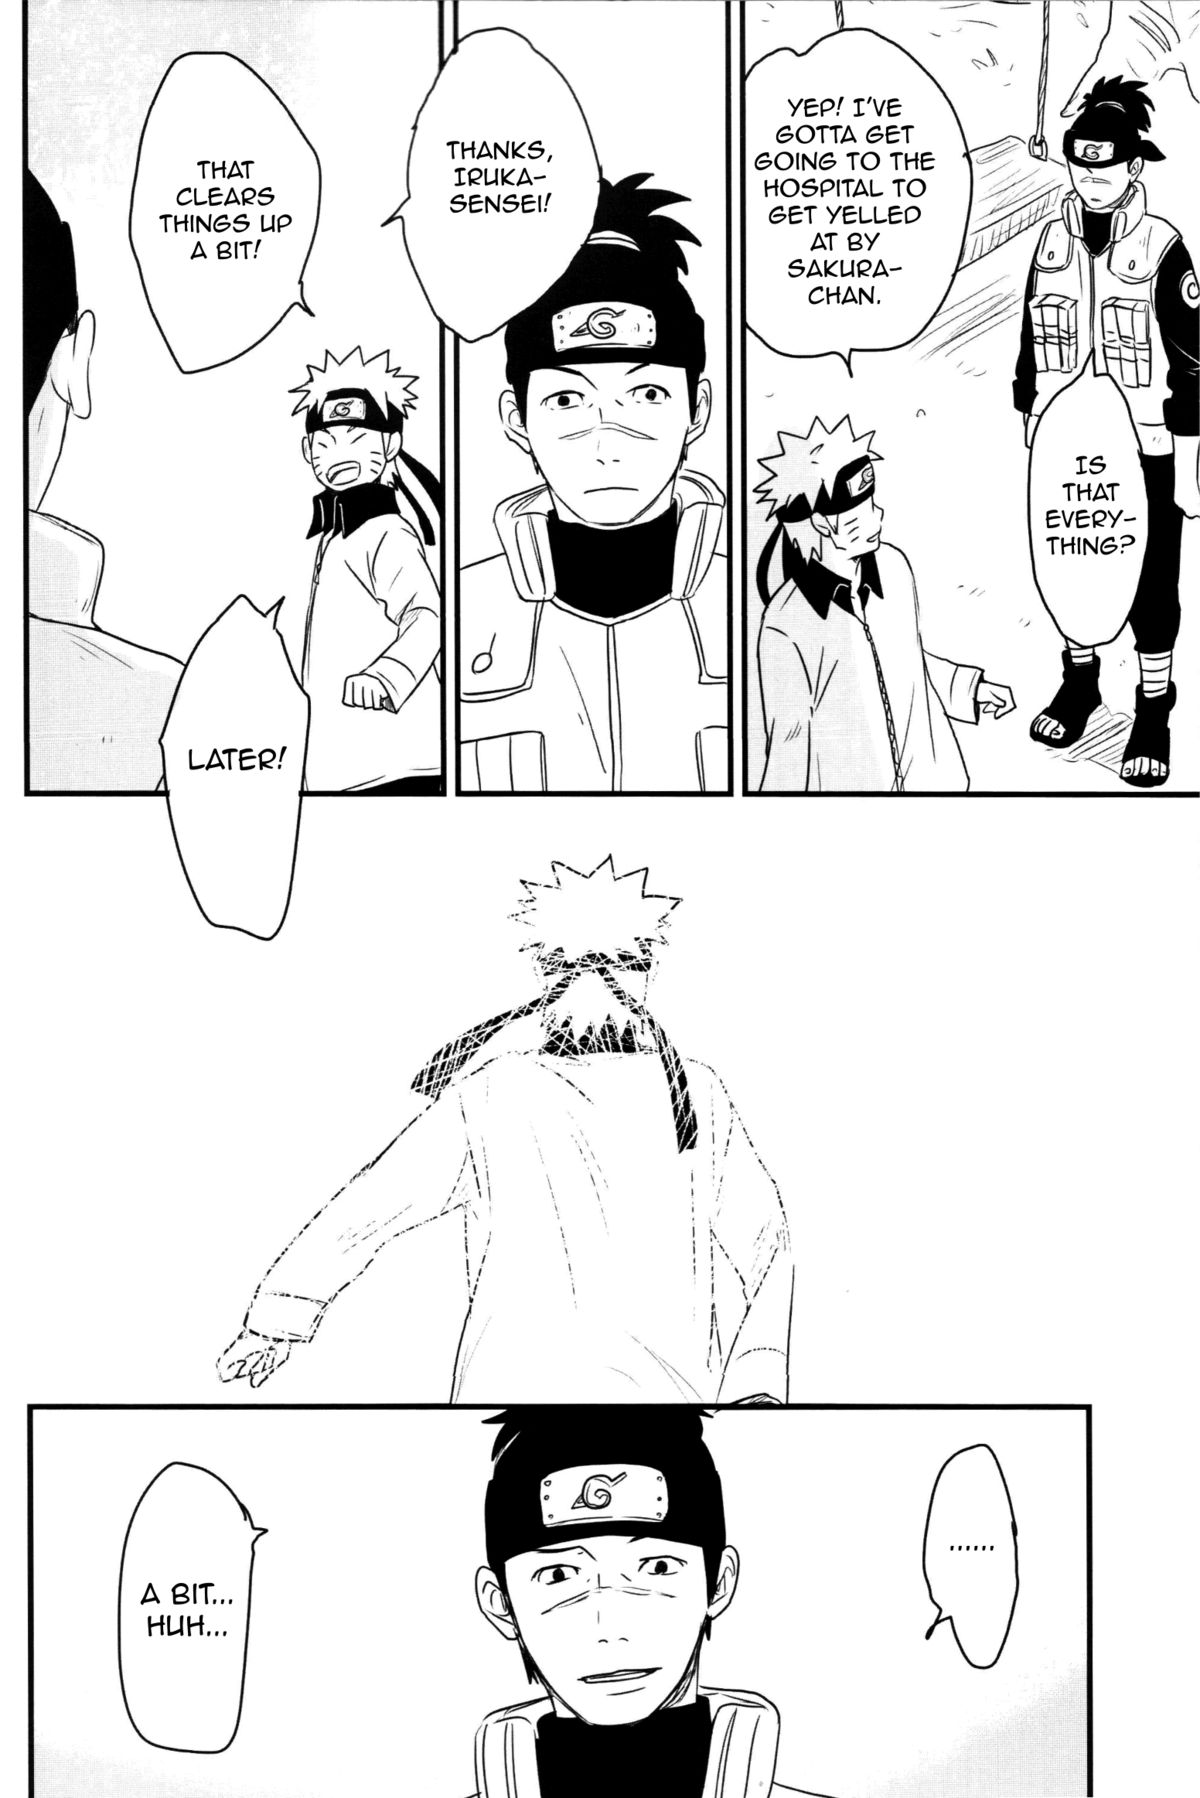 IS
THAT
EVERY-
THING?
YEP! I'VE
GOTTA GET
GOING TO THE
HOSPITAL TO
GET YELLED
AT BY
SAKURA-
CHAN.
THANKS,
IRUKA-
SENSEI!
THAT
CLEARS
THINGS UP
A BIT!
LATER!
......
A BIT...
HUH...